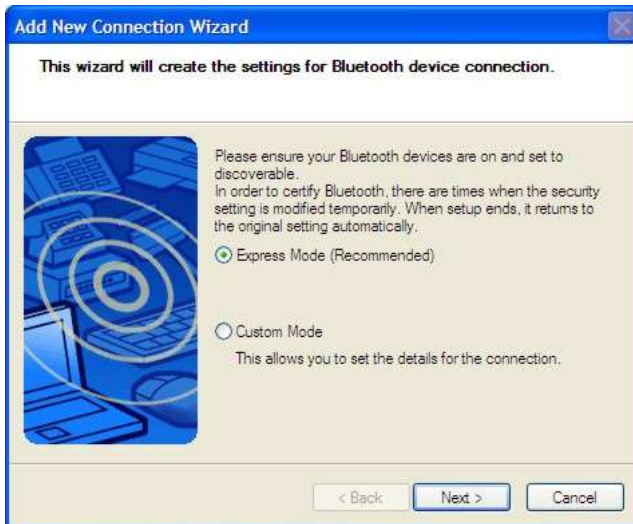 Add New Connection Wizard
This wizard will create the settings for Bluetooth device connection.
Please ensure your Bluetooth devices are on and set to
discoverable.
In order to certify Bluetooth, there are times when the security
setting is modified temporarily. When setup ends, it returns to
the original setting automatically.
Express Mode (Recommended)
Custom Mode
This allows you to set the details for the connection.
< Back
Next >
Cancel